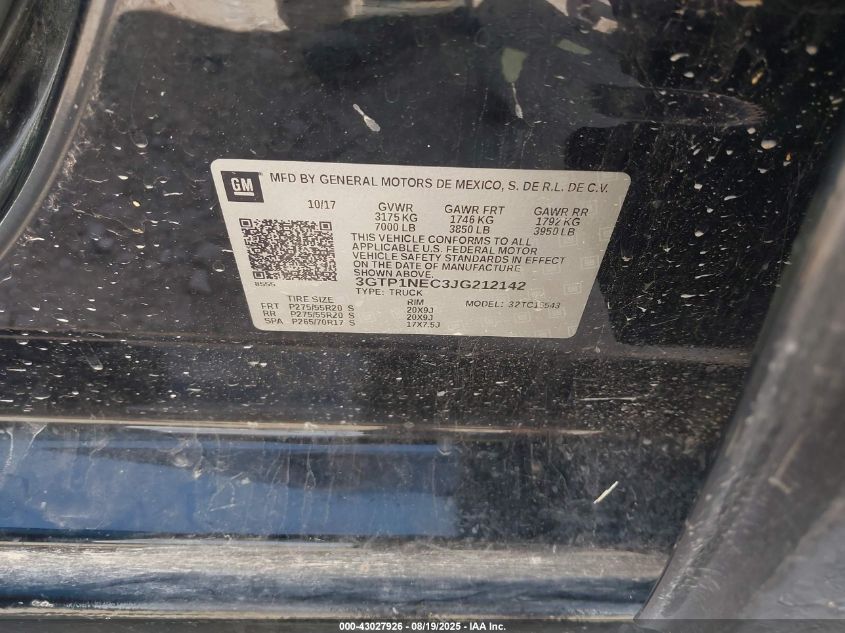 GM
MFD BY GENERAL MOTORS DE MEXICO, S. DE R.L. DE C.V.
10/17 GVWR GAWR FRT GAWR RR
3175 KG 1746 KG 1792 KG
7000 LB 3850 LB 3950 LB
THIS VEHICLE CONFORMS TO ALL
APPLICABLE U.S. FEDERAL MOTOR
VEHICLE SAFETY STANDARDS IN EFFECT
ON THE DATE OF MANUFACTURE
SHOWN ABOVE.
8555
3GTP1NEC3JG212142
TYPE: TRUCK
TIRE SIZE RIM MODEL: 32TC15543
FRT P275/55R20 S 20X9J
RR P275/55R20 S 20X9J
SPA P265/70R17 S 17X7.5J
000-43027926 - 08/19/2025 - IAA Inc.